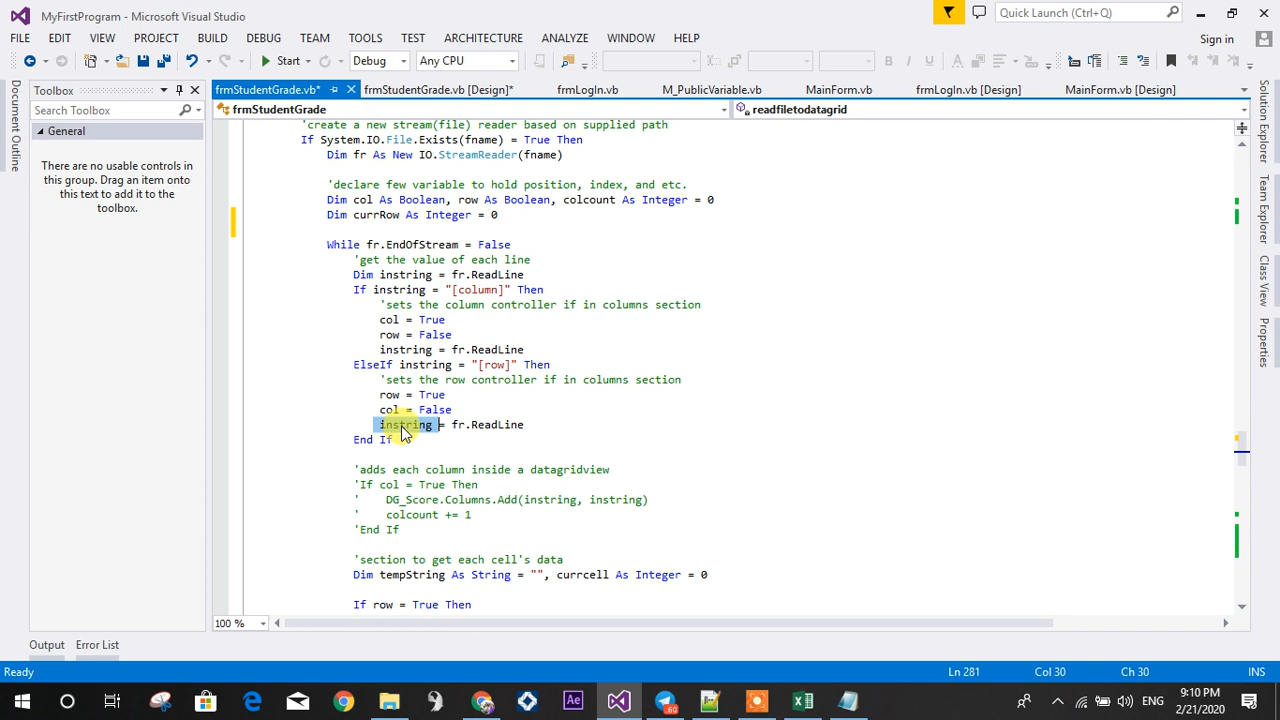 MyFirstProgram - Microsoft Visual Studio
Quick Launch (Ctrl+Q)
FILE EDIT VIEW PROJECT BUILD DEBUG TEAM TOOLS TEST ARCHITECTURE ANALYZE WINDOW HELP
Sign in
Start
Debug
Any CPU
Document Outline
Toolbox
Search Toolbox
General
There are no usable controls in
this group. Drag an item onto
this text to add it to the
toolbox.
frmStudentGrade.vb*
frmStudentGrade.vb [Design]*
frmLogIn.vb
M_PublicVariable.vb
MainForm.vb
frmLogIn.vb [Design]
MainForm.vb [Design]
frmStudentGrade
readfiletodatagrid
'create a new stream(file) reader based on supplied path
If System.IO.File.Exists(fname) = True Then
Dim fr As New IO.StreamReader(fname)
'declare few variable to hold position, index, and etc.
Dim col As Boolean, row As Boolean, colcount As Integer = 0
Dim currRow As Integer = 0
While fr.EndOfStream = False
'get the value of each line
Dim instring = fr.ReadLine
If instring = "[column]" Then
'sets the column controller if in columns section
col = True
row = False
instring = fr.ReadLine
ElseIf instring = "[row]" Then
'sets the row controller if in columns section
row = True
col = False
instring = fr.ReadLine
End If
'adds each column inside a datagridview
'If col = True Then
' DG_Score.Columns.Add(instring, instring)
' colcount += 1
'End If
'section to get each cell's data
Dim tempString As String = "", currcell As Integer = 0
If row = True Then
100 %
Solution Explorer
Team Explorer
Class View
Properties
Output
Error List
Ready
Ln 281
Col 30
Ch 30
INS
Ae
60
ENG
9:10 PM
2/21/2020